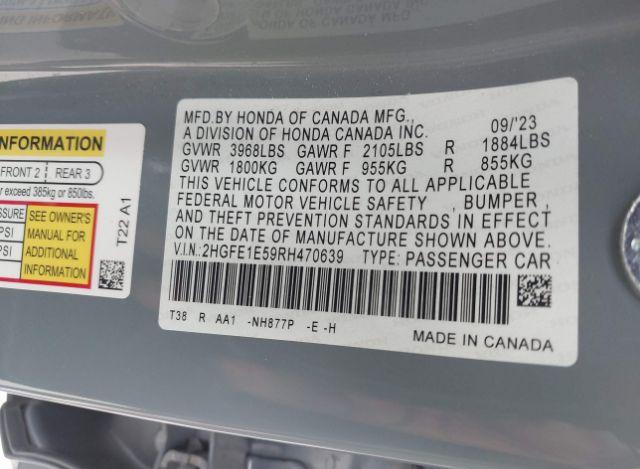 MFD.BY HONDA OF CANADA MFG.,
A DIVISION OF HONDA CANADA INC. 09/'23
GVWR 3968LBS GAWR F 2105LBS R 1884LBS
GVWR 1800KG GAWR F 955KG R 855KG
THIS VEHICLE CONFORMS TO ALL APPLICABLE
FEDERAL MOTOR VEHICLE SAFETY , BUMPER ,
AND THEFT PREVENTION STANDARDS IN EFFECT
ON THE DATE OF MANUFACTURE SHOWN ABOVE.
V.I.N.:2HGFE1E59RH470639 TYPE:PASSENGER CAR
T38 R AA1 -NH877P -E -H
MADE IN CANADA
INFORMATION
FRONT 2 REAR 3
exceed 385kg or 850lbs.
SEE OWNER'S
MANUAL FOR
ADDITIONAL
INFORMATION
PSI
PSI
T22 A1